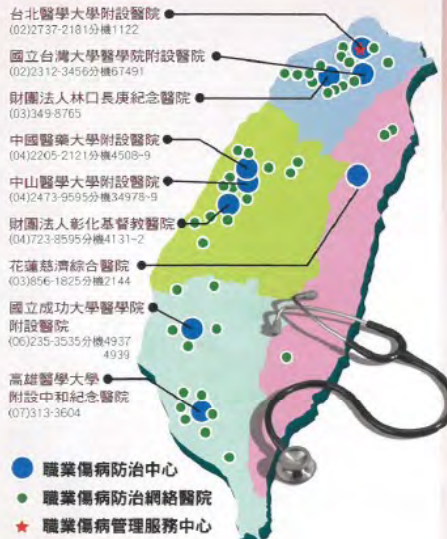 台北醫學大學附設醫院
(02)2737-2181分機1122
國立台灣大學醫學院附設醫院
(02)2312-3456分機67491
財團法人林口長庚紀念醫院
(03)349-8765
中國醫藥大學附設醫院
(04)2205-2121分機4508~9
中山醫學大學附設醫院
(04)2473-9595分機34978~9
財團法人彰化基督教醫院
(04)723-8595分機4131~2
花蓮慈濟綜合醫院
(03)856-1825分機2144
國立成功大學醫學院
附設醫院
(06)235-3535分機4937
4939
高雄醫學大學
附設中和紀念醫院
(07)313-3604
職業傷病防治中心
職業傷病防治網絡醫院
職業傷病管理服務中心